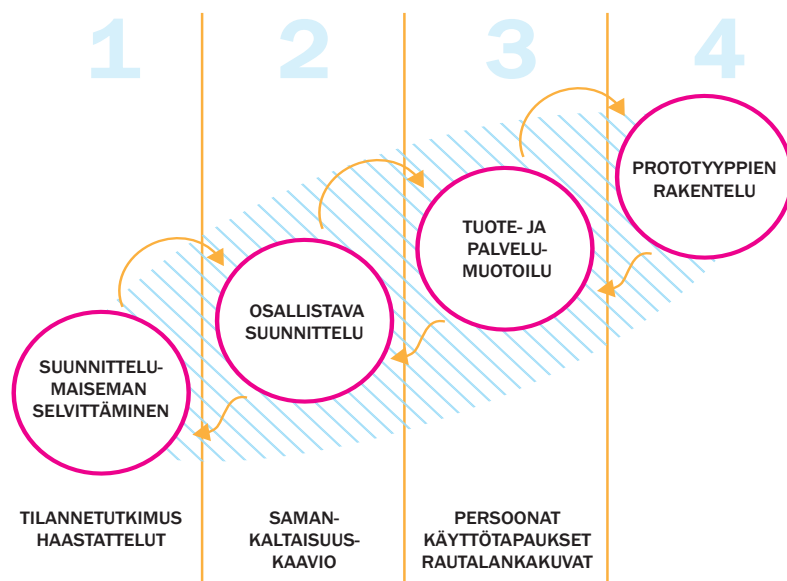 1
2
3
4
SUUNNITTELU-
MAISEMAN
SELVITTÄMINEN
OSALLISTAVA
SUUNNITTELU
TUOTE- JA
PALVELU-
MUOTOILU
PROTOTYYPPIEN
RAKENTELU
TILANNETUTKIMUS
HAASTATTELUT
SAMAN-
KALTAISUUS-
KAAVIO
PERSOONAT
KÄYTTÖTAPAUKSET
RAUTALANKAKUVAT